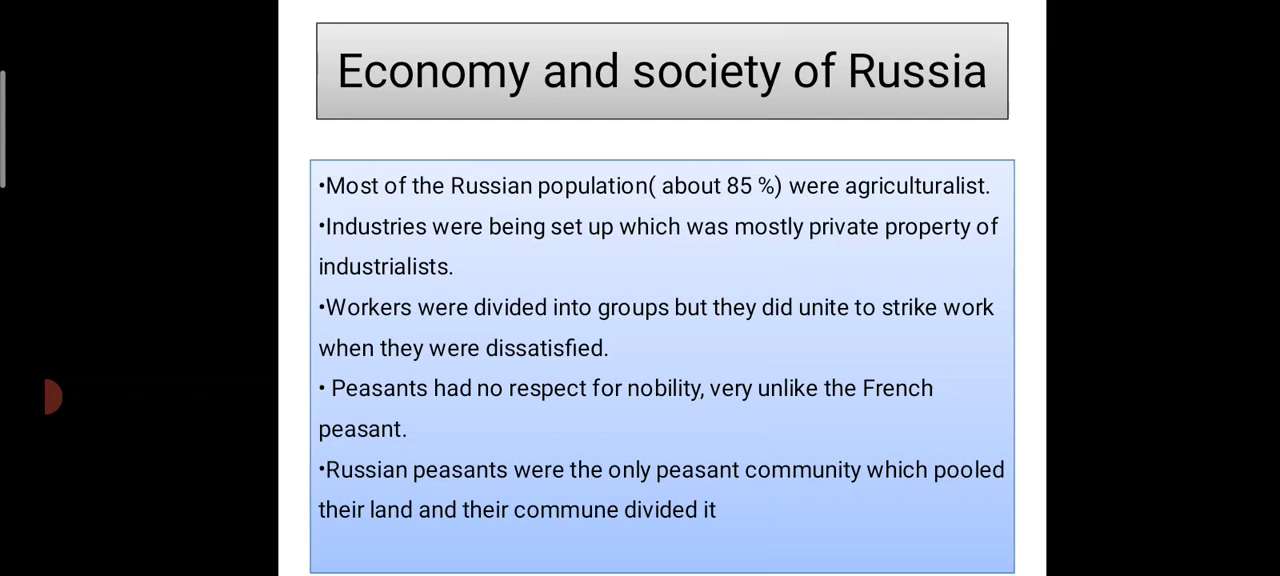 Economy and society of Russia
•Most of the Russian population( about 85 %) were agriculturalist.
•Industries were being set up which was mostly private property of
industrialists.
•Workers were divided into groups but they did unite to strike work
when they were dissatisfied.
• Peasants had no respect for nobility, very unlike the French
peasant.
•Russian peasants were the only peasant community which pooled
their land and their commune divided it